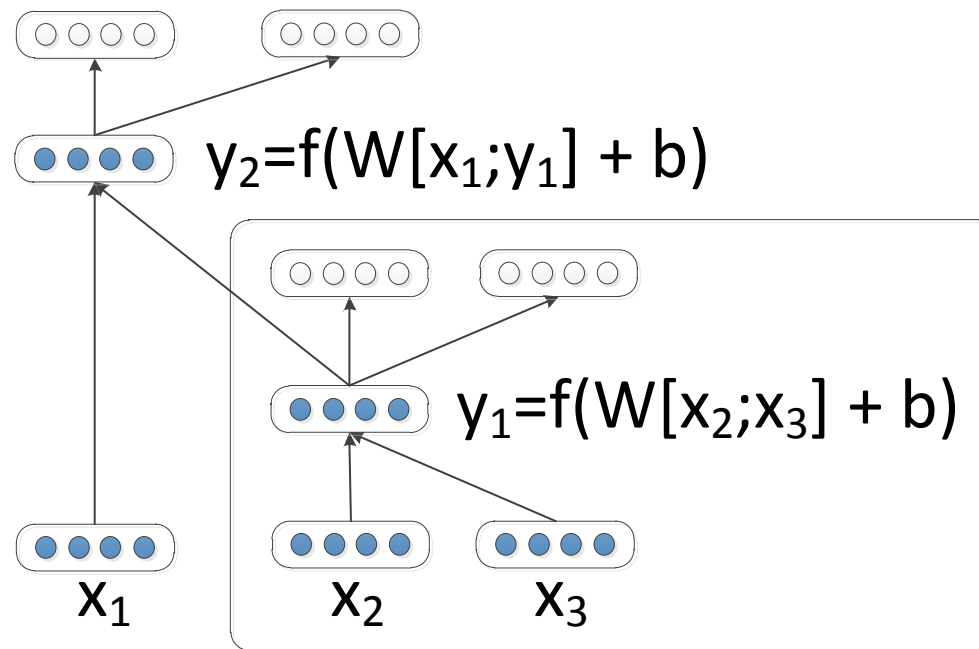 y₂=f(W[x₁;y₁] + b)
y₁=f(W[x₂;x₃] + b)
x₁
x₂
x₃